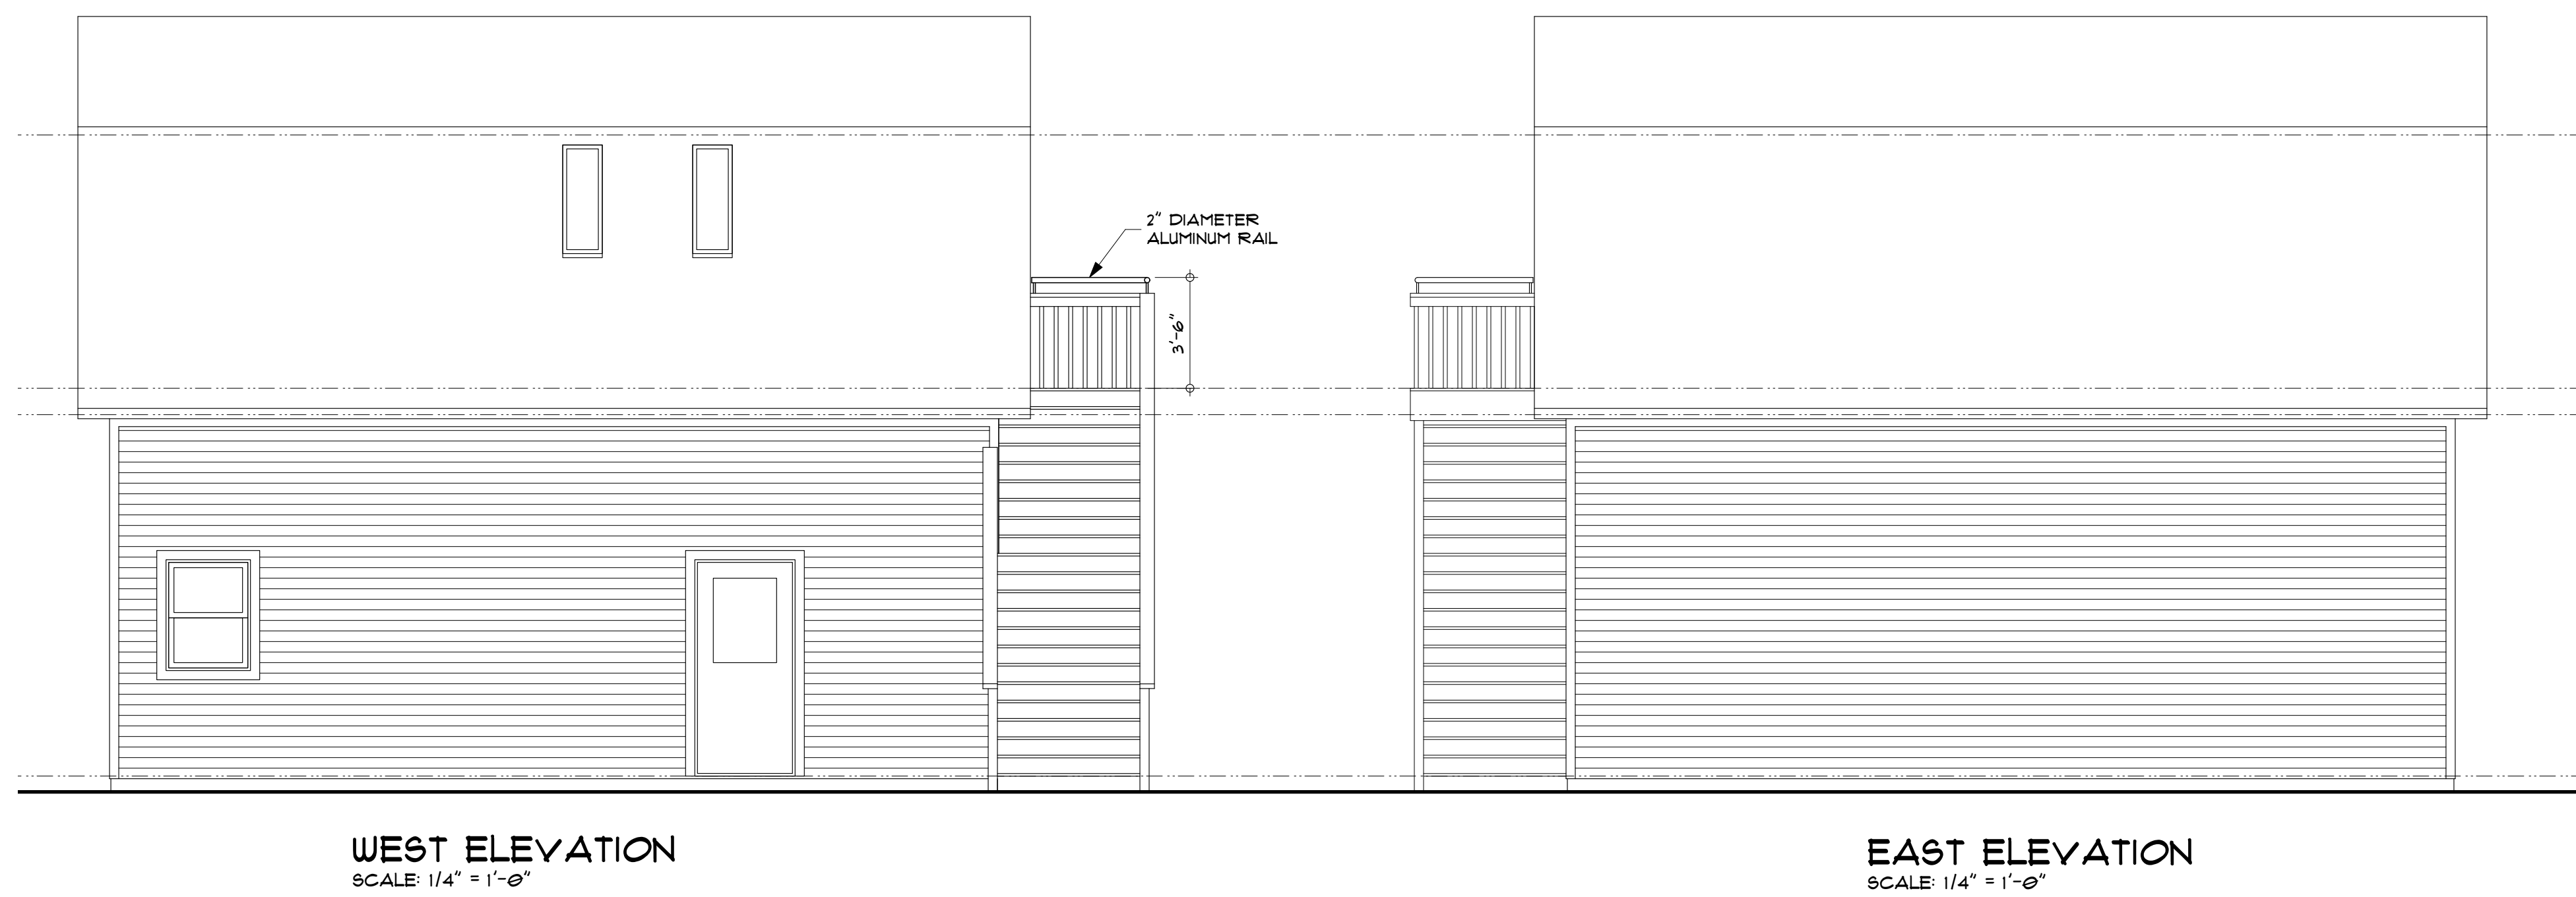 2" DIAMETER
ALUMINUM RAIL
3'-6"
WEST ELEVATION
SCALE: 1/4" = 1'-0"
EAST ELEVATION
SCALE: 1/4" = 1'-0"